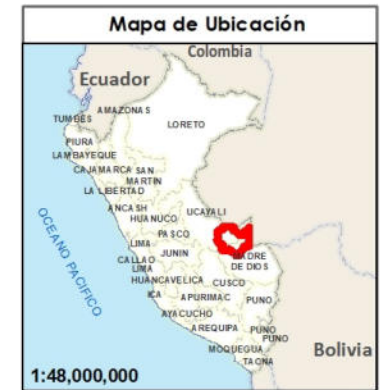 Mapa de Ubicación
Colombia
Ecuador
AMAZONAS
TUMBES
LORETO
PIURA
LAMBAYEQUE
CAJAMARCA SAN
MARTIN
LA LIBERTAD
ANCASH
UCAYALI
HUANUCO
PASCO
LIMA
JUNIN
MADRE
DE DIOS
CALLAO
LIMA
HUANCAVELICA
CUSCO
ICA
APURIMAC
PUNO
AYACUCHO
AREQUIPA
PUNO
PUNO
MOQUEGUA
TACNA
Bolivia
OCEANO PACIFICO
1:48,000,000